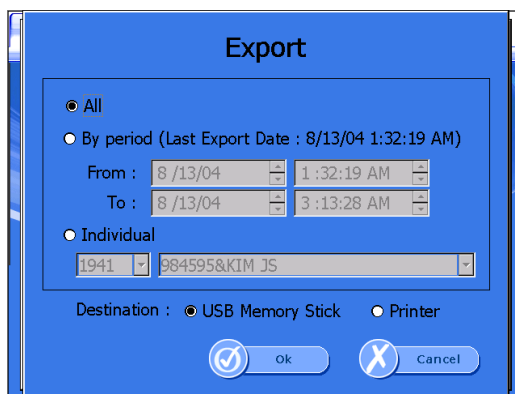 Export
All
By period (Last Export Date : 8/13/04 1:32:19 AM)
From : 8 /13/04 1 :32:19 AM
To : 8 /13/04 3 :13:28 AM
Individual
1941 984595&KIM JS
Destination : USB Memory Stick Printer
Ok Cancel